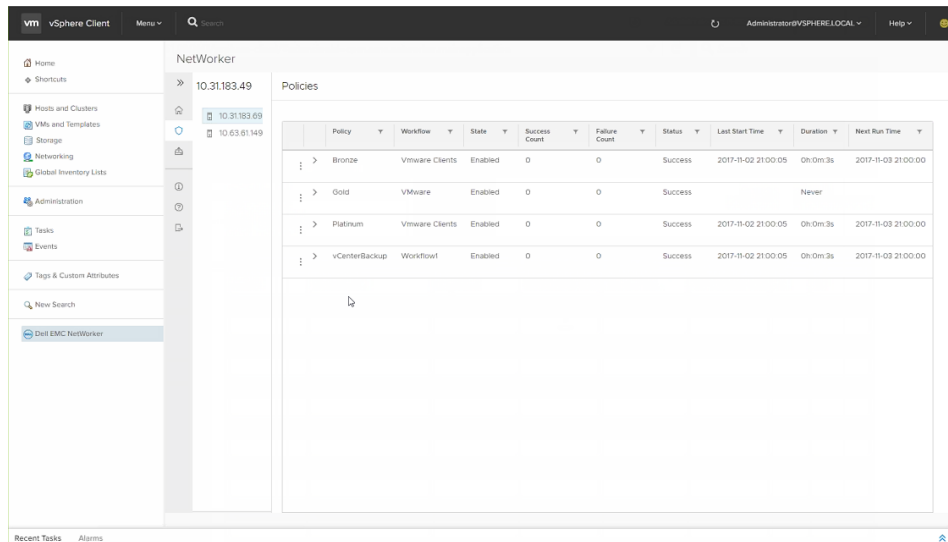 vm vSphere Client Menu Search Administrator@VSPHERE.LOCAL Help
Home
Shortcuts
Hosts and Clusters
VMs and Templates
Storage
Networking
Global Inventory Lists
Administration
Tasks
Events
Tags & Custom Attributes
New Search
Dell EMC NetWorker
NetWorker
10.31.183.49
10.31.183.69
10.63.61.149
Policies
Policy Workflow State Success Count Failure Count Status Last Start Time Duration Next Run Time
Bronze Vmware Clients Enabled 0 0 Success 2017-11-02 21:00:05 0h:0m:3s 2017-11-03 21:00:00
Gold VMware Enabled 0 0 Success Never
Platinum Vmware Clients Enabled 0 0 Success 2017-11-02 21:00:05 0h:0m:3s 2017-11-03 21:00:00
vCenterBackup Workflow1 Enabled 0 0 Success 2017-11-02 21:00:05 0h:0m:3s 2017-11-03 21:00:00
Recent Tasks Alarms